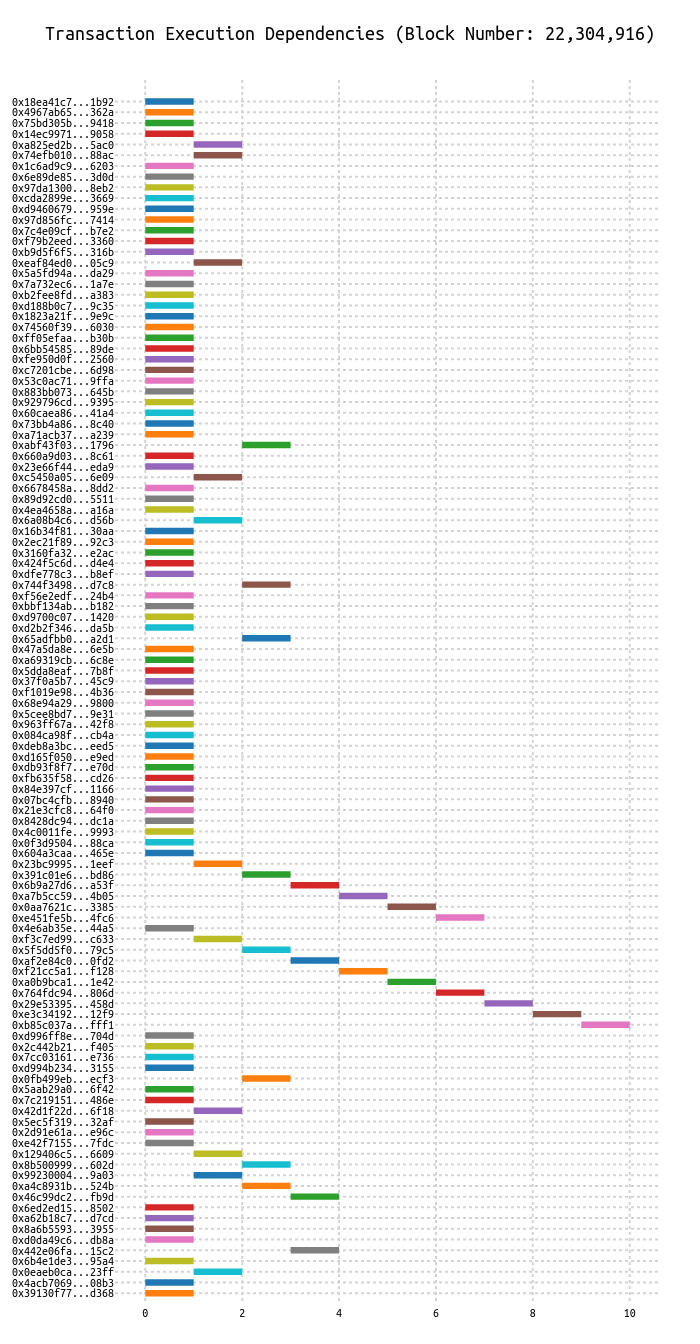 Transaction Execution Dependencies (Block Number: 22,304,916)
0x18ea41c7...1b92
0x4967ab65...362a
0x75bd305b...9418
0x14ec9971...9058
0xa825ed2b...5ac0
0x74efb010...88ac
0x1c6ad9c9...6203
0x6e89de85...3d0d
0x97da1300...8eb2
0xcda2899e...3669
0xd9460679...959e
0x97d856fc...7414
0x7c4e09cf...b7e2
0xf79b2eed...3360
0xb9d5f6f5...316b
0xeaf84ed0...05c9
0x5a5fd94a...da29
0x7a732ec6...1a7e
0xb2fee8fd...a383
0xd188b0c7...9c35
0x1823a21f...9e9c
0x74560f39...6030
0xff05efaa...b30b
0x6bb54585...89de
0xfe950d0f...2560
0xc7201cbe...6d98
0x53c0ac71...9ffa
0x883bb073...645b
0x929796cd...9395
0x60caea86...41a4
0x73bb4a86...8c40
0xa71acb37...a239
0xabf43f03...1796
0x660a9d03...8c61
0x23e66f44...eda9
0xc5450a05...6e09
0x6678458a...8dd2
0x89d92cd0...5511
0x4ea4658a...a16a
0x6a08b4c6...d56b
0x16b34f81...30aa
0x2ec21f89...92c3
0x3160fa32...e2ac
0x424f5c6d...d4e4
0xdfe778c3...b8ef
0x744f3498...d7c8
0xf56e2edf...24b4
0xbbf134ab...b182
0xd9700c07...1420
0xd2b2f346...da5b
0x65adfbb0...a2d1
0x47a5da8e...6e5b
0xa69319cb...6c8e
0x5dda8eaf...7b8f
0x37f0a5b7...45c9
0xf1019e98...4b36
0x68e94a29...9800
0x5cee8bd7...9e31
0x963ff67a...42f8
0x084ca98f...cb4a
0xdeb8a3bc...eed5
0xd165f050...e9ed
0xdb93f8f7...e70d
0xfb635f58...cd26
0x84e397cf...1166
0x07bc4cfb...8940
0x21e3cfc8...64f0
0x8428dc94...dc1a
0x4c0011fe...9993
0x0f3d9504...88ca
0x604a3caa...465e
0x23bc9995...1eef
0x391c01e6...bd86
0x6b9a27d6...a53f
0xa7b5cc59...4b05
0x0aa7621c...3385
0xe451fe5b...4fc6
0x4e6ab35e...44a5
0xf3c7ed99...c633
0x5f5dd5f0...79c5
0xaf2e84c0...0fd2
0xf21cc5a1...f128
0xa0b9bca1...1e42
0x764fdc94...806d
0x29e53395...458d
0xe3c34192...12f9
0xb85c037a...fff1
0xd996ff8e...704d
0x2c442b21...f405
0x7cc03161...e736
0xd994b234...3155
0x0fb499eb...ecf3
0x5aab29a0...6f42
0x7c219151...486e
0x42d1f22d...6f18
0x5ec5f319...32af
0x2d91e61a...e96c
0xe42f7155...7fdc
0x129406c5...6609
0x8b500999...602d
0x99230004...9a03
0xa4c8931b...524b
0x46c99dc2...fb9d
0x6ed2ed15...8502
0xa62b18c7...d7cd
0x8a6b5593...3955
0xd0da49c6...db8a
0x442e06fa...15c2
0x6b4e1de3...95a4
0x0eaeb0ca...23ff
0x4acb7069...08b3
0x39130f77...d368
0 2 4 6 8 10